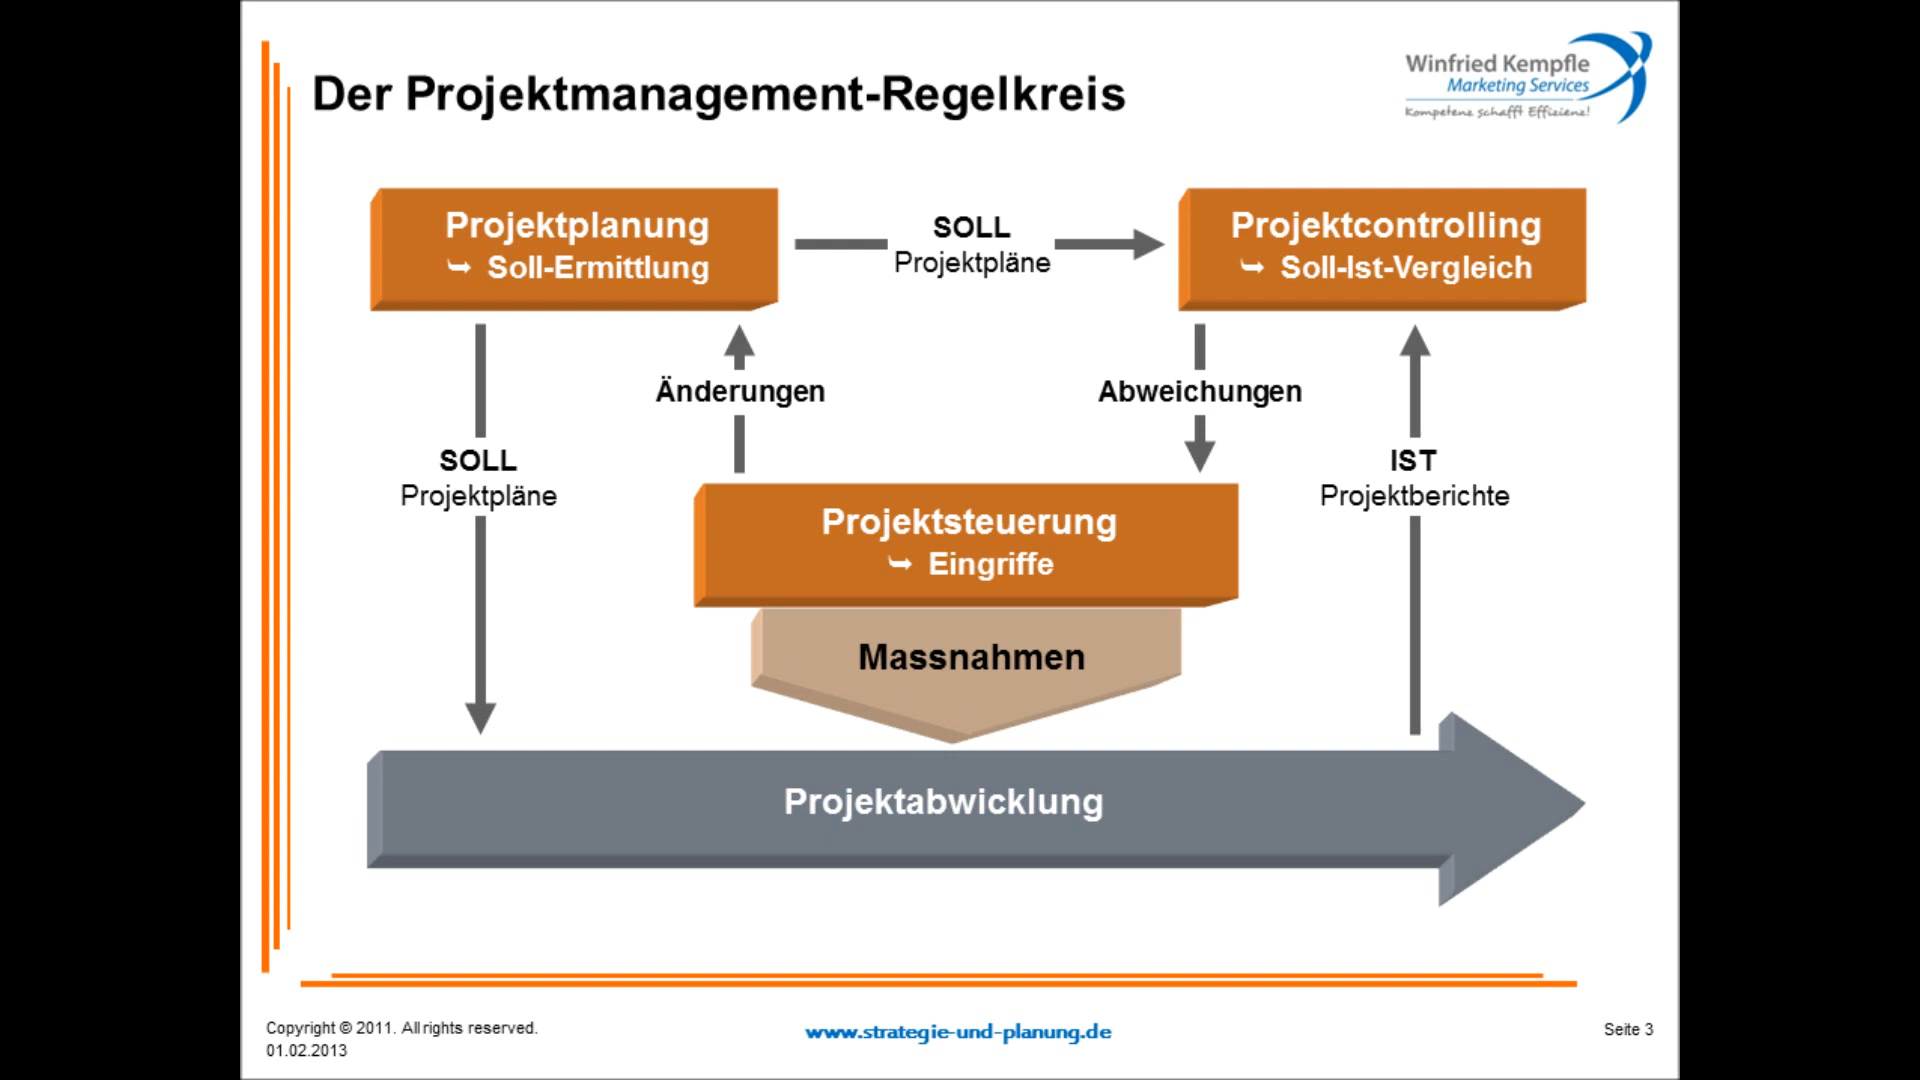 Der Projektmanagement-Regelkreis
Winfried Kempfle
Marketing Services
Kompetenz schafft Effizienz!
Projektplanung
➥ Soll-Ermittlung
SOLL
Projektpläne
Projektcontrolling
➥ Soll-Ist-Vergleich
Änderungen
Abweichungen
SOLL
Projektpläne
IST
Projektberichte
Projektsteuerung
➥ Eingriffe
Massnahmen
Projektabwicklung
Copyright © 2011. All rights reserved.
01.02.2013
www.strategie-und-planung.de
Seite 3